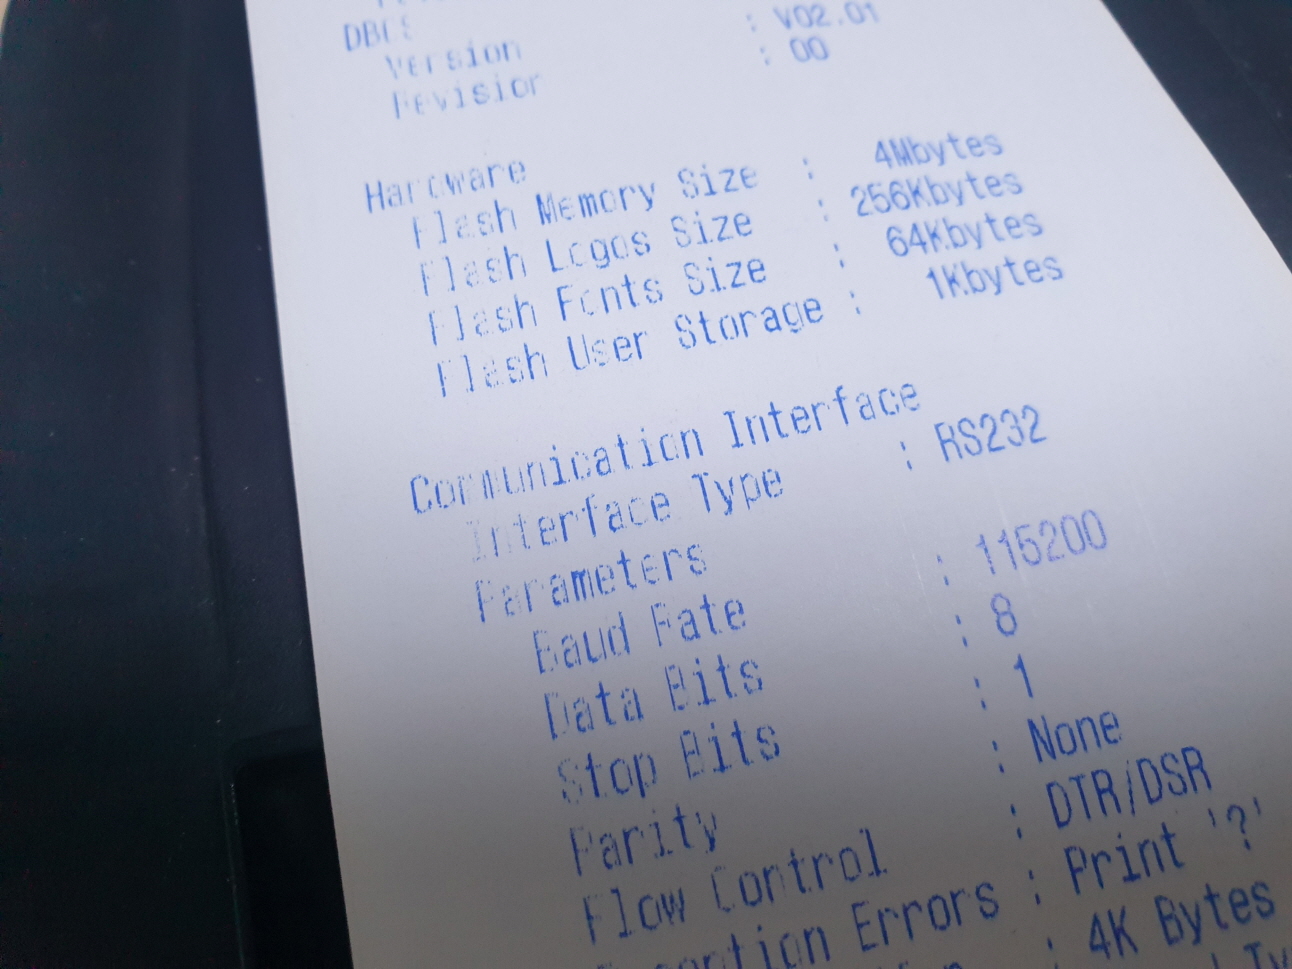 DBCS
Version : V02.01
Revision : 00
Hardware
Flash Memory Size : 4Mbytes
Flash Logos Size : 256Kbytes
Flash Fonts Size : 64Kbytes
Flash User Storage : 1Kbytes
Communication Interface
Interface Type : RS232
Parameters
Baud Rate : 115200
Data Bits : 8
Stop Bits : 1
Parity : None
Flow Control : DTR/DSR
Reception Errors : Print '?'
: 4K Bytes